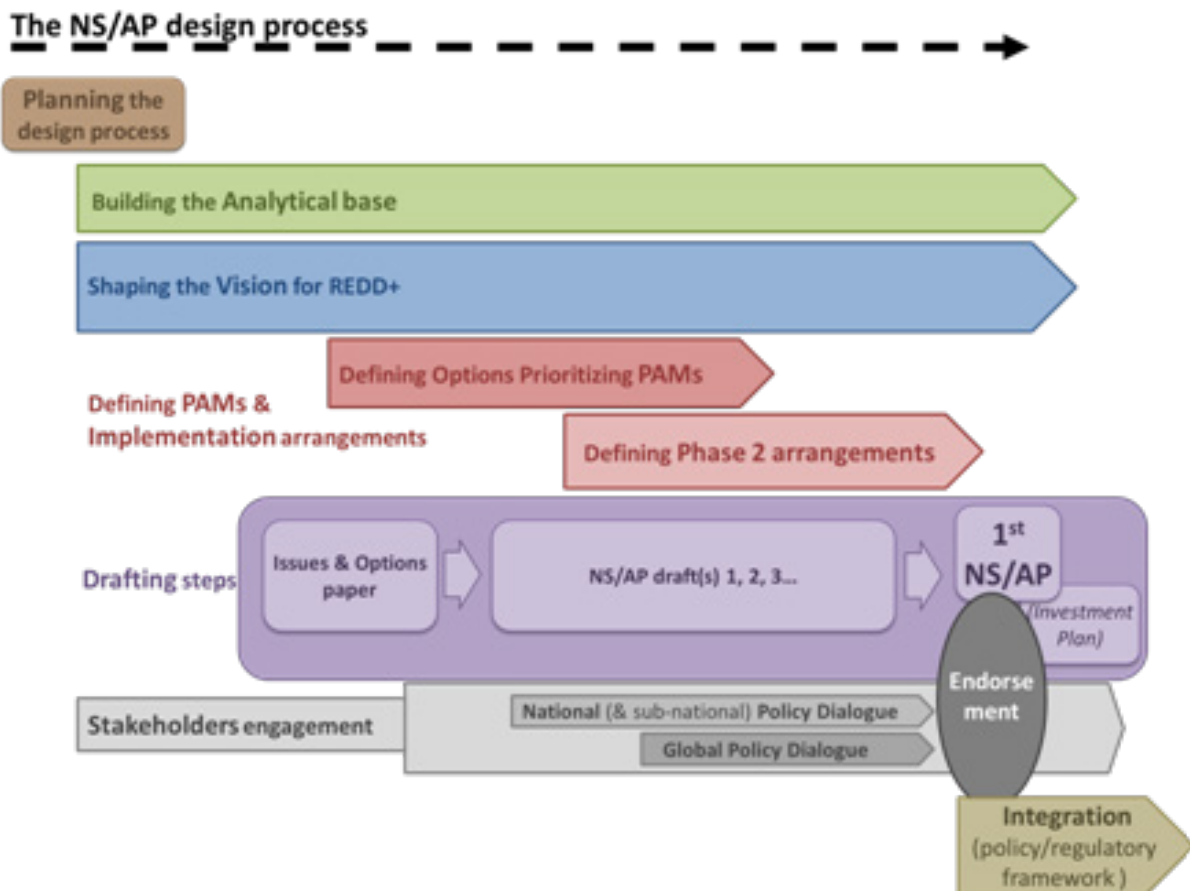 The NS/AP design process
Planning the
design process
Building the Analytical base
Shaping the Vision for REDD+
Defining Options Prioritizing PAMs
Defining PAMs &
Implementation arrangements
Defining Phase 2 arrangements
Drafting steps
Issues & Options
paper
NS/AP draft(s) 1, 2, 3...
1st
NS/AP
(Investment
Plan)
Endorse
ment
Stakeholders engagement
National (& sub-national) Policy Dialogue
Global Policy Dialogue
Integration
(policy/regulatory
framework )